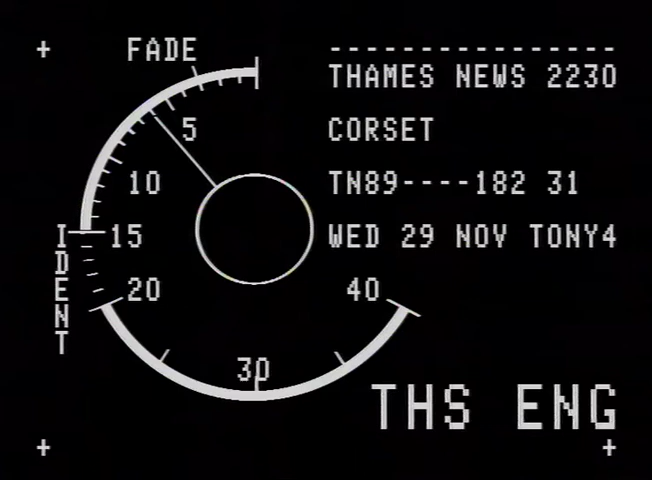 FADE
----------------
THAMES NEWS 2230
5
CORSET
10
TN89----182 31
15
WED 29 NOV TONY4
IDENT
20
40
30
THS ENG